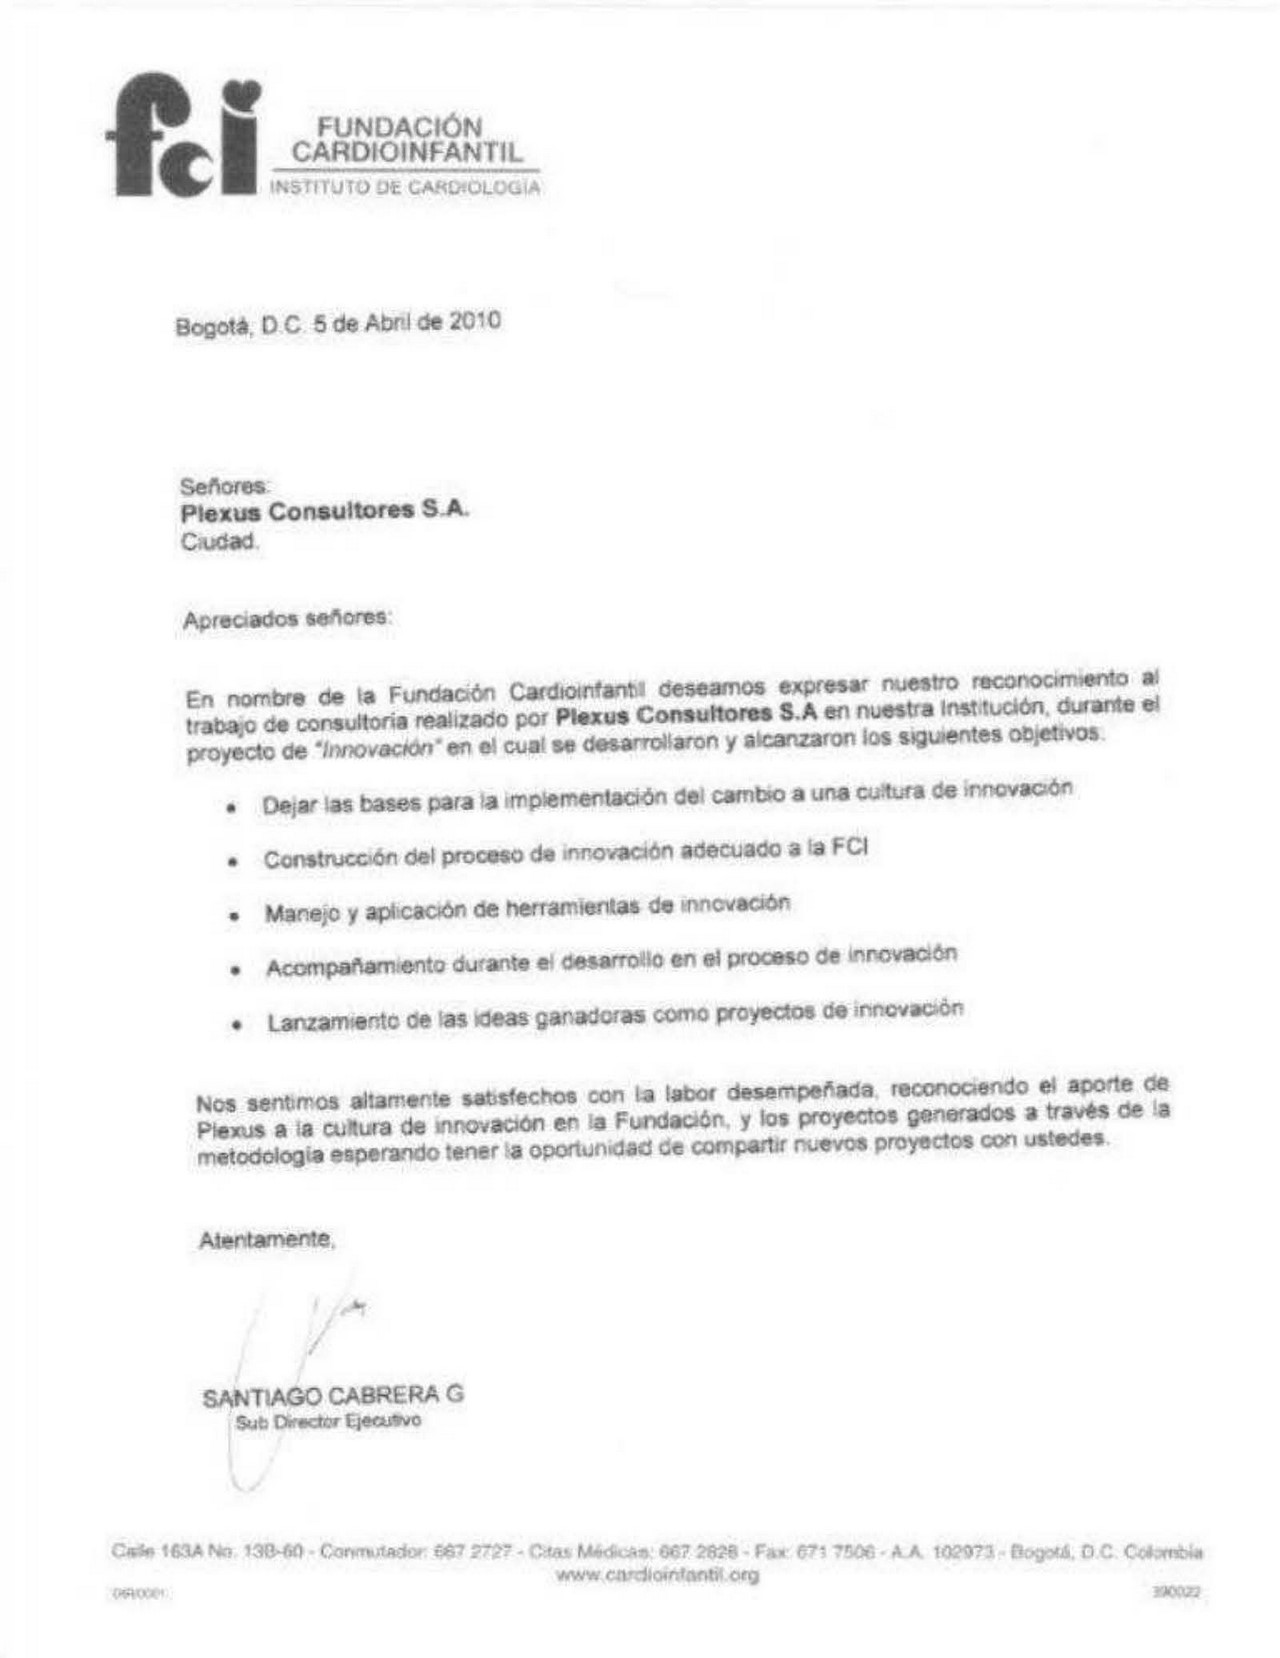 fci
FUNDACIÓN
CARDIOINFANTIL
INSTITUTO DE CARDIOLOGÍA
Bogotá, D.C. 5 de Abril de 2010
Señores:
Plexus Consultores S.A.
Ciudad.
Apreciados señores:
En nombre de la Fundación Cardioinfantil deseamos expresar nuestro reconocimiento al
trabajo de consultoría realizado por Plexus Consultores S.A en nuestra Institución, durante el
proyecto de "Innovación" en el cual se desarrollaron y alcanzaron los siguientes objetivos:
• Dejar las bases para la implementación del cambio a una cultura de innovación
• Construcción del proceso de innovación adecuado a la FCI
• Manejo y aplicación de herramientas de innovación
• Acompañamiento durante el desarrollo en el proceso de innovación
• Lanzamiento de las ideas ganadoras como proyectos de innovación
Nos sentimos altamente satisfechos con la labor desempeñada, reconociendo el aporte de
Plexus a la cultura de innovación en la Fundación, y los proyectos generados a través de la
metodología esperando tener la oportunidad de compartir nuevos proyectos con ustedes.
Atentamente,
SANTIAGO CABRERA G
Sub Director Ejecutivo
Calle 163A No. 13B-60 - Conmutador: 667 2727 - Citas Médicas: 667 2828 - Fax: 671 7506 - A.A. 102973 - Bogotá, D.C. Colombia
www.cardioinfantil.org
390022